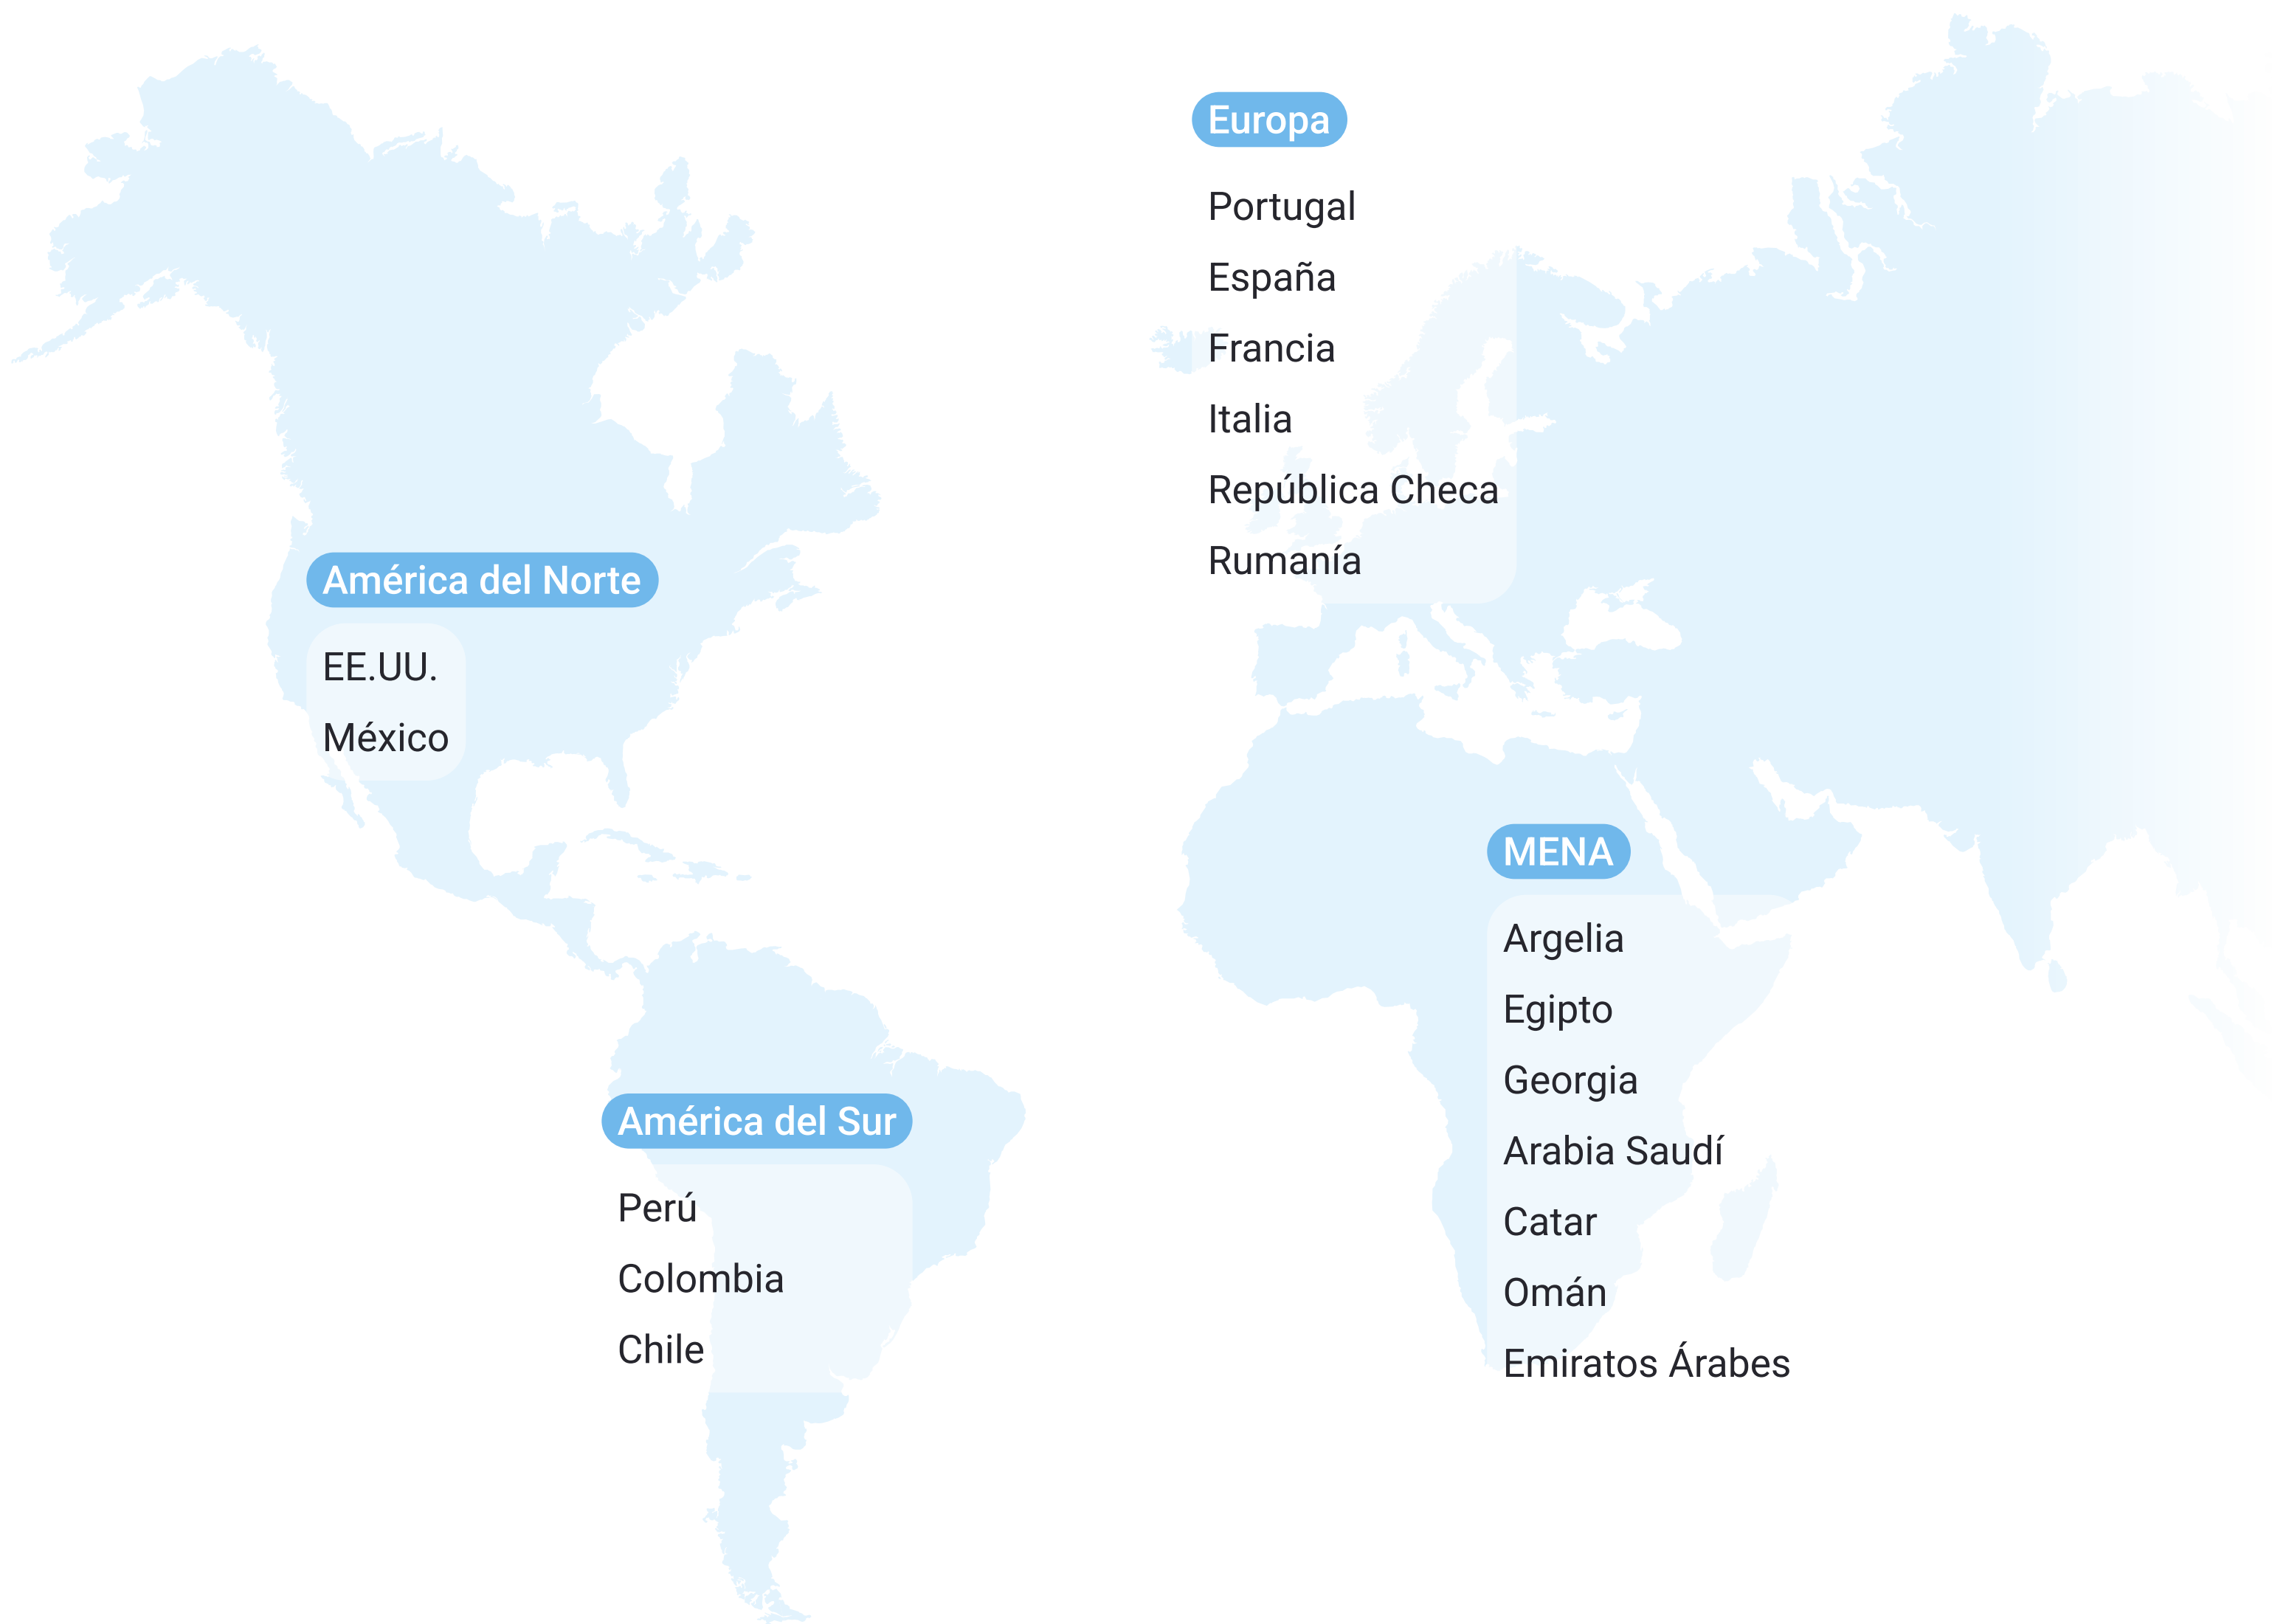 Europa
Portugal
España
Francia
Italia
República Checa
Rumanía
América del Norte
EE.UU.
México
MENA
Argelia
Egipto
Georgia
Arabia Saudí
Catar
Omán
Emiratos Árabes
América del Sur
Perú
Colombia
Chile